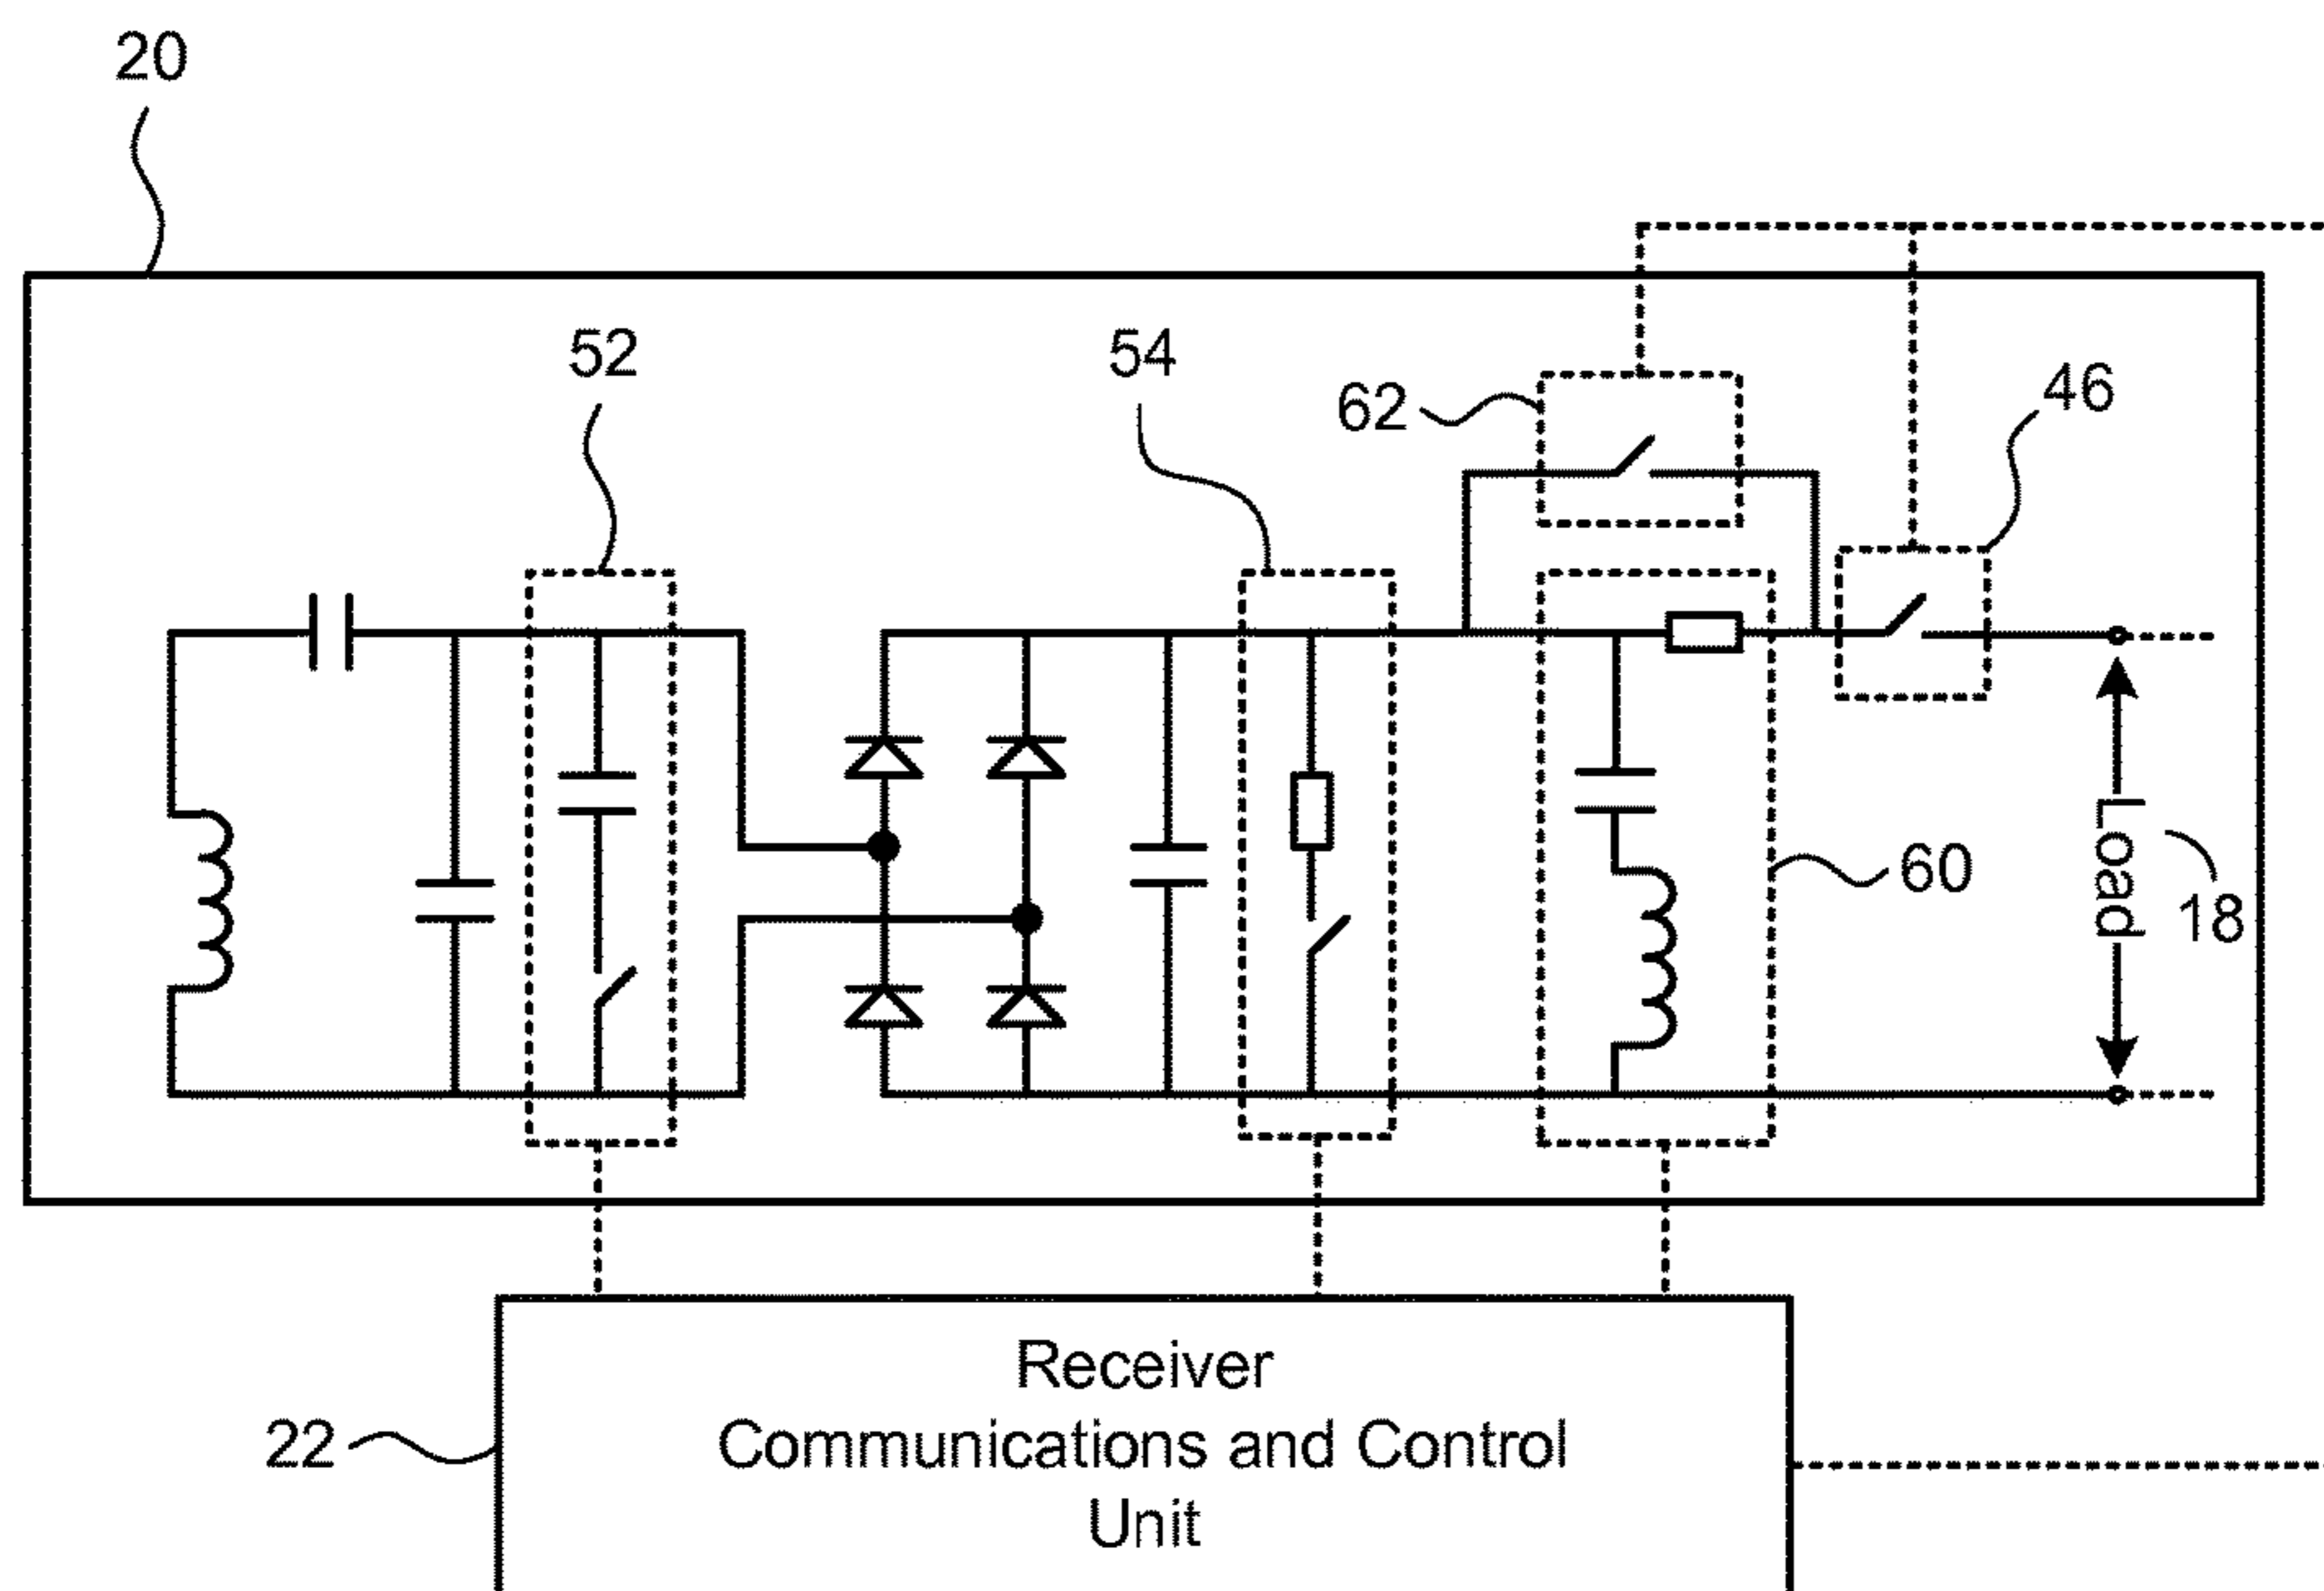 20
52
54
62
46
60
Load
18
22
Receiver
Communications and Control
Unit